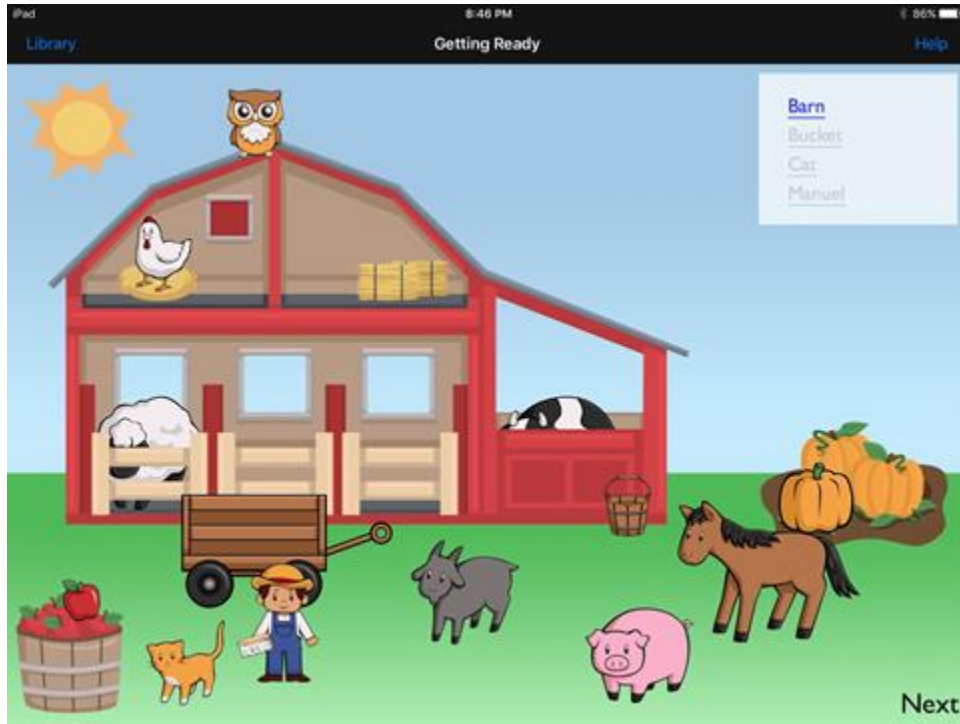 iPad 8:46 PM 86%
Library Getting Ready Help
Barn
Bucket
Cat
Manuel
Next